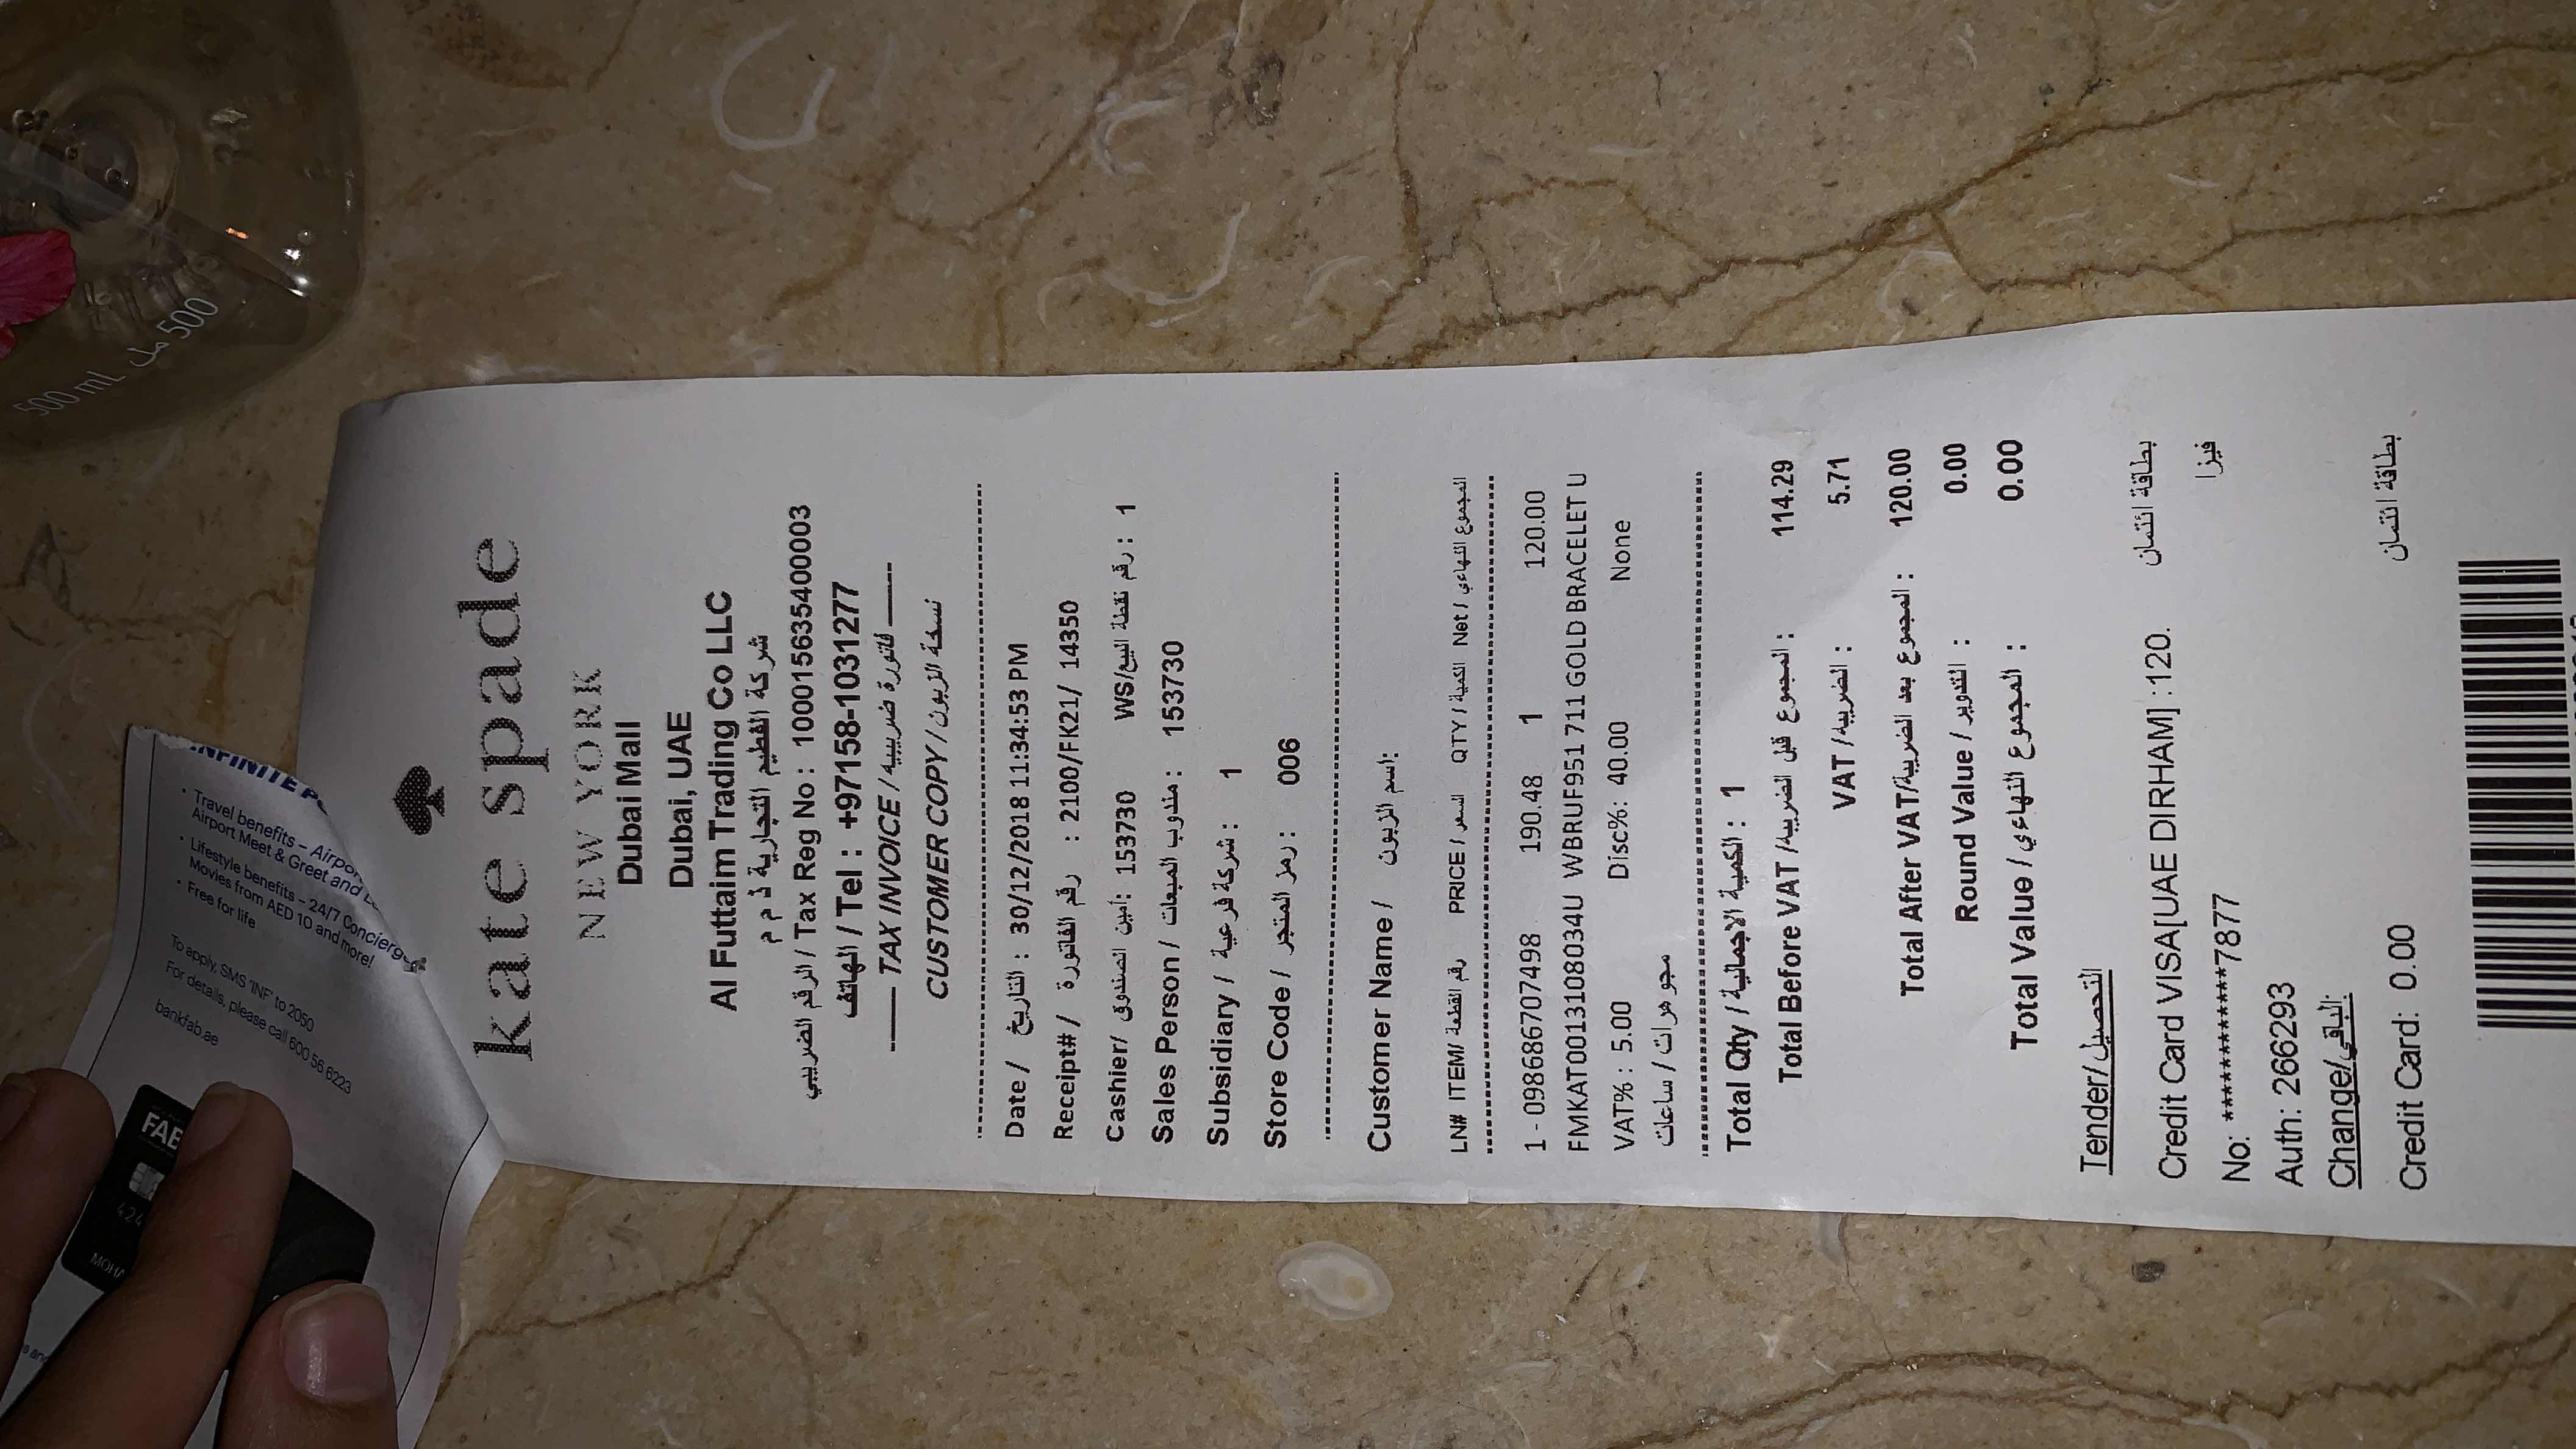 500 mL
500 مل
FAB
INFINITE
• Travel benefits – Airport
Airport Meet & Greet and
• Lifestyle benefits – 24/7 Concierge
Movies from AED 10 and more!
• Free for life
To apply, SMS 'INF' to 2050
For details, please call 600 56 6223
bankfab.ae
kate spade
NEW YORK
Dubai Mall
Dubai, UAE
Al Futtaim Trading Co LLC
شركة الفطيم التجارية ذ م م
الرقم الضريبي / Tax Reg No : 100015635400003
الهاتف / Tel : +97158-1031277
—— TAX INVOICE / فاتورة ضريبيه ——
CUSTOMER COPY / نسخة الزبون
Date / التاريخ : 30/12/2018 11:34:53 PM
Receipt# / رقم الفاتورة : 2100/FK21/ 14350
Cashier/ أمين الصندوق: 153730 WS/رقم نقطة البيع : 1
Sales Person / مندوب المبعات : 153730
Subsidiary / شركة فرعية : 1
Store Code / رمز المتجر : 006
Customer Name / اسم الزبون:
LN# ITEM/ رقم القطعة PRICE / السعر QTY / الكمية Net / المجموع النهاءي
1 - 098686707498 190.48 1 120.00
FMKAT0013108034U WBRUF951 711 GOLD BRACELET U
VAT% : 5.00 Disc%: 40.00 None
مجوهرات / ساعات
Total Qty / الكمية الاجمالية : 1
Total Before VAT /المجموع قبل الضريبه : 114.29
VAT /الضريبه : 5.71
Total After VAT/المجموع بعد الضريبة : 120.00
Round Value / التدوير : 0.00
Total Value / المجموع النهاءي : 0.00
Tender/التحصيل
Credit Card VISA[UAE DIRHAM] :120. بطاقة ائتمان
فيزا
No: ************7877
Auth: 266293
Change/الباقي:
Credit Card: 0.00 بطاقة ائتمان